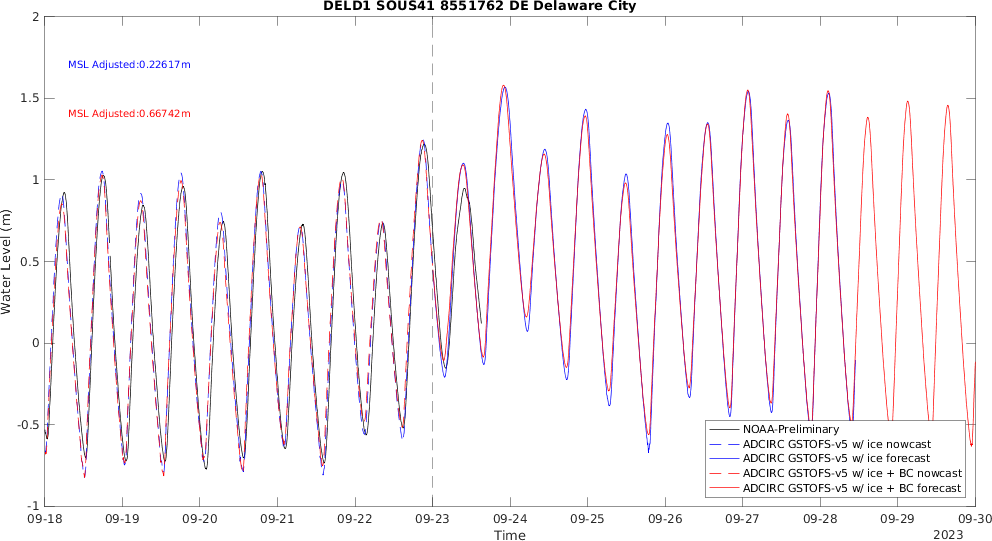 DELD1 SOUS41 8551762 DE Delaware City
2
1.5
1
0.5
0
-0.5
-1
Water Level (m)
MSL Adjusted:0.22617m
MSL Adjusted:0.66742m
NOAA-Preliminary
ADCIRC GSTOFS-v5 w/ ice nowcast
ADCIRC GSTOFS-v5 w/ ice forecast
ADCIRC GSTOFS-v5 w/ ice + BC nowcast
ADCIRC GSTOFS-v5 w/ ice + BC forecast
09-18 09-19 09-20 09-21 09-22 09-23 09-24 09-25 09-26 09-27 09-28 09-29 09-30
Time
2023